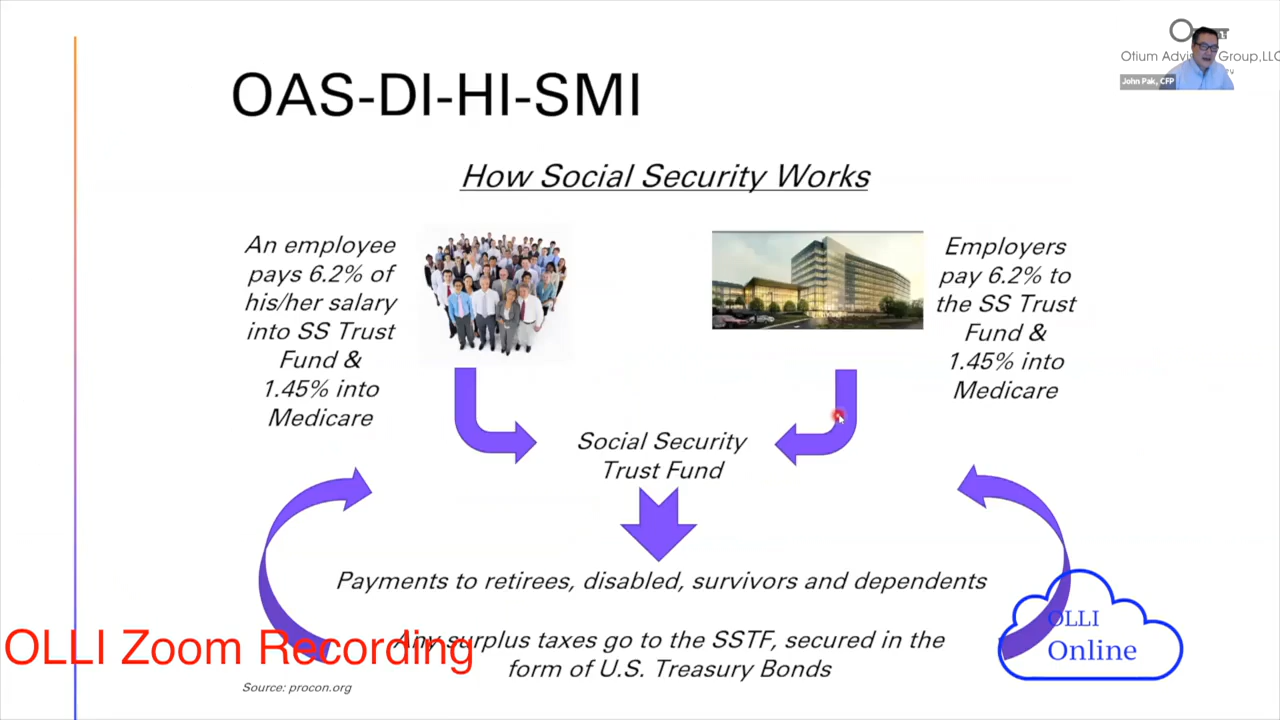 Otium Advis Group,LLC
John Pak, CFP
OAS-DI-HI-SMI
How Social Security Works
An employee
pays 6.2% of
his/her salary
into SS Trust
Fund &
1.45% into
Medicare
Employers
pay 6.2% to
the SS Trust
Fund &
1.45% into
Medicare
Social Security
Trust Fund
Payments to retirees, disabled, survivors and dependents
Any surplus taxes go to the SSTF, secured in the
form of U.S. Treasury Bonds
OLLI Zoom Recording
OLLI
Online
Source: procon.org